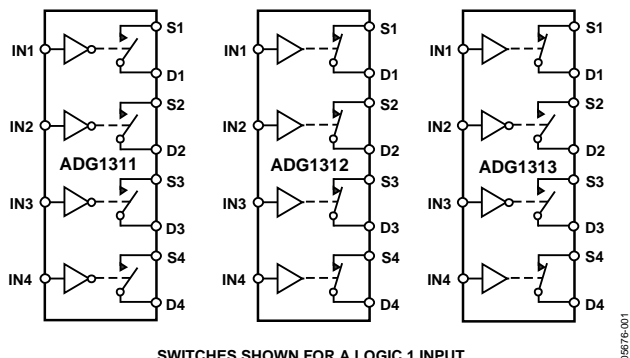 S1
IN1
D1
S2
IN2
D2
ADG1311
S3
IN3
D3
S4
IN4
D4
S1
IN1
D1
S2
IN2
D2
ADG1312
S3
IN3
D3
S4
IN4
D4
S1
IN1
D1
S2
IN2
D2
ADG1313
S3
IN3
D3
S4
IN4
D4
SWITCHES SHOWN FOR A LOGIC 1 INPUT
05676-001